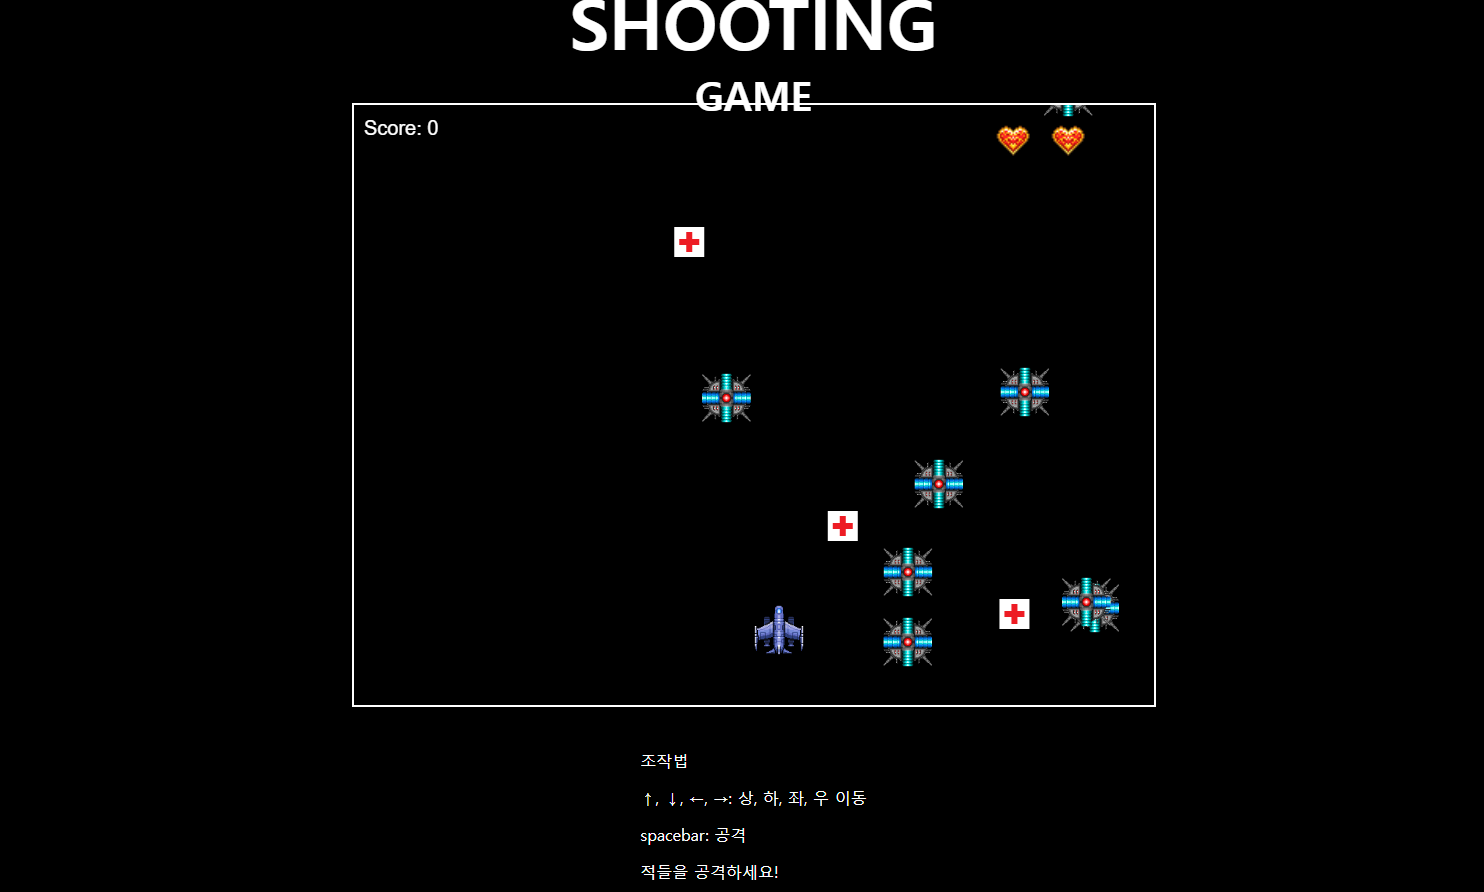 SHOOTING
GAME
Score: 0
조작법
↑, ↓, ←, →: 상, 하, 좌, 우 이동
spacebar: 공격
적들을 공격하세요!